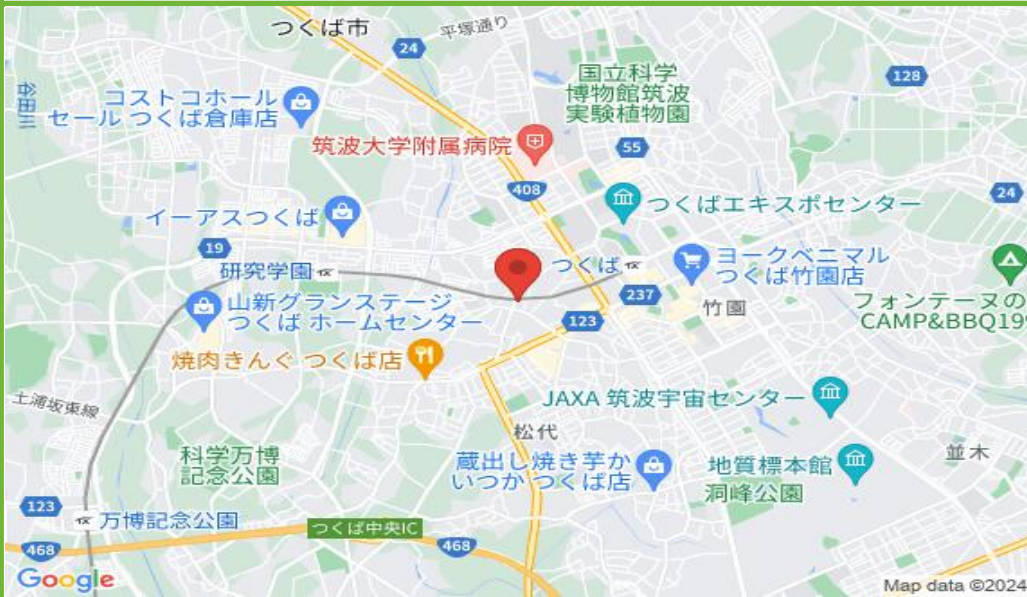 つくば市
平塚通り
24
国立科学
博物館筑波
実験植物園
128
谷田川
コストコホール
セール つくば倉庫店
筑波大学附属病院
55
408
24
イーアスつくば
つくばエキスポセンター
19
研究学園
つくば
ヨークベニマル
つくば竹園店
237
竹園
フォンテーヌの
CAMP&BBQ19
山新グランステージ
つくば ホームセンター
123
焼肉きんぐ つくば店
土浦坂東線
JAXA 筑波宇宙センター
松代
科学万博
記念公園
蔵出し焼き芋か
いつか つくば店
地質標本館
洞峰公園
並木
123
万博記念公園
つくば中央IC
468
468
Google
Map data ©2024